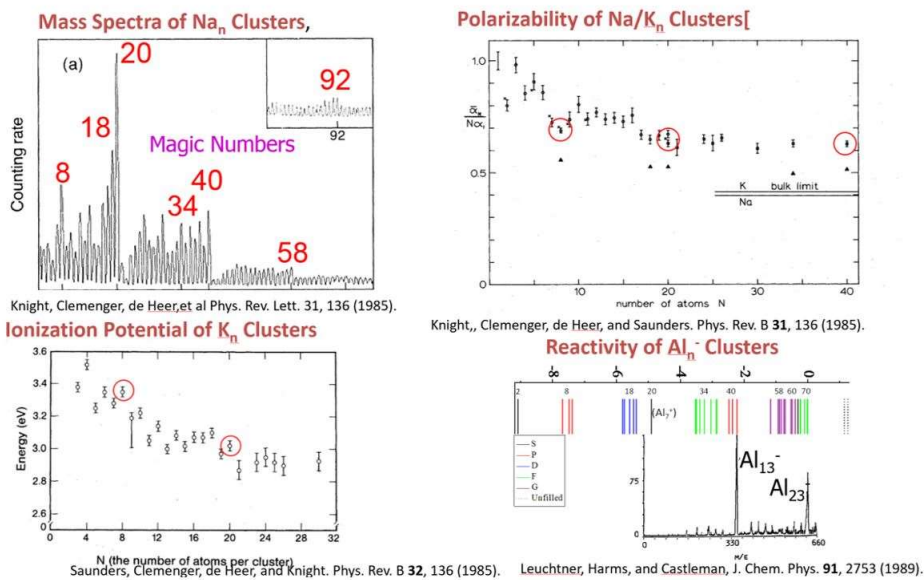 Mass Spectra of Nan Clusters,
(a)
20
92
92
18
Magic Numbers
8
40
34
58
Counting rate
Knight, Clemenger, de Heer,et al Phys. Rev. Lett. 31, 136 (1985).
Polarizability of Na/Kn Clusters[
1.0
0.5
0
K bulk limit
Na
10 20 30 40
number of atoms N
Knight,, Clemenger, de Heer, and Saunders. Phys. Rev. B 31, 136 (1985).
Ionization Potential of Kn Clusters
3.6
3.4
3.2
3.0
2.8
2.6
2.0
Energy (eV)
0 4 8 12 16 20 24 28 32
N (the number of atoms per cluster)
Saunders, Clemenger, de Heer, and Knight. Phys. Rev. B 32, 136 (1985).
Reactivity of Aln- Clusters
-8 -6 -4 -2 0
2 8 18 20 34 40 58 60 70
(Al7+)
S
P
D
F
G
Unfilled
Al13-
Al23-
75
0 330 660
M/E
Leuchtner, Harms, and Castleman, J. Chem. Phys. 91, 2753 (1989).